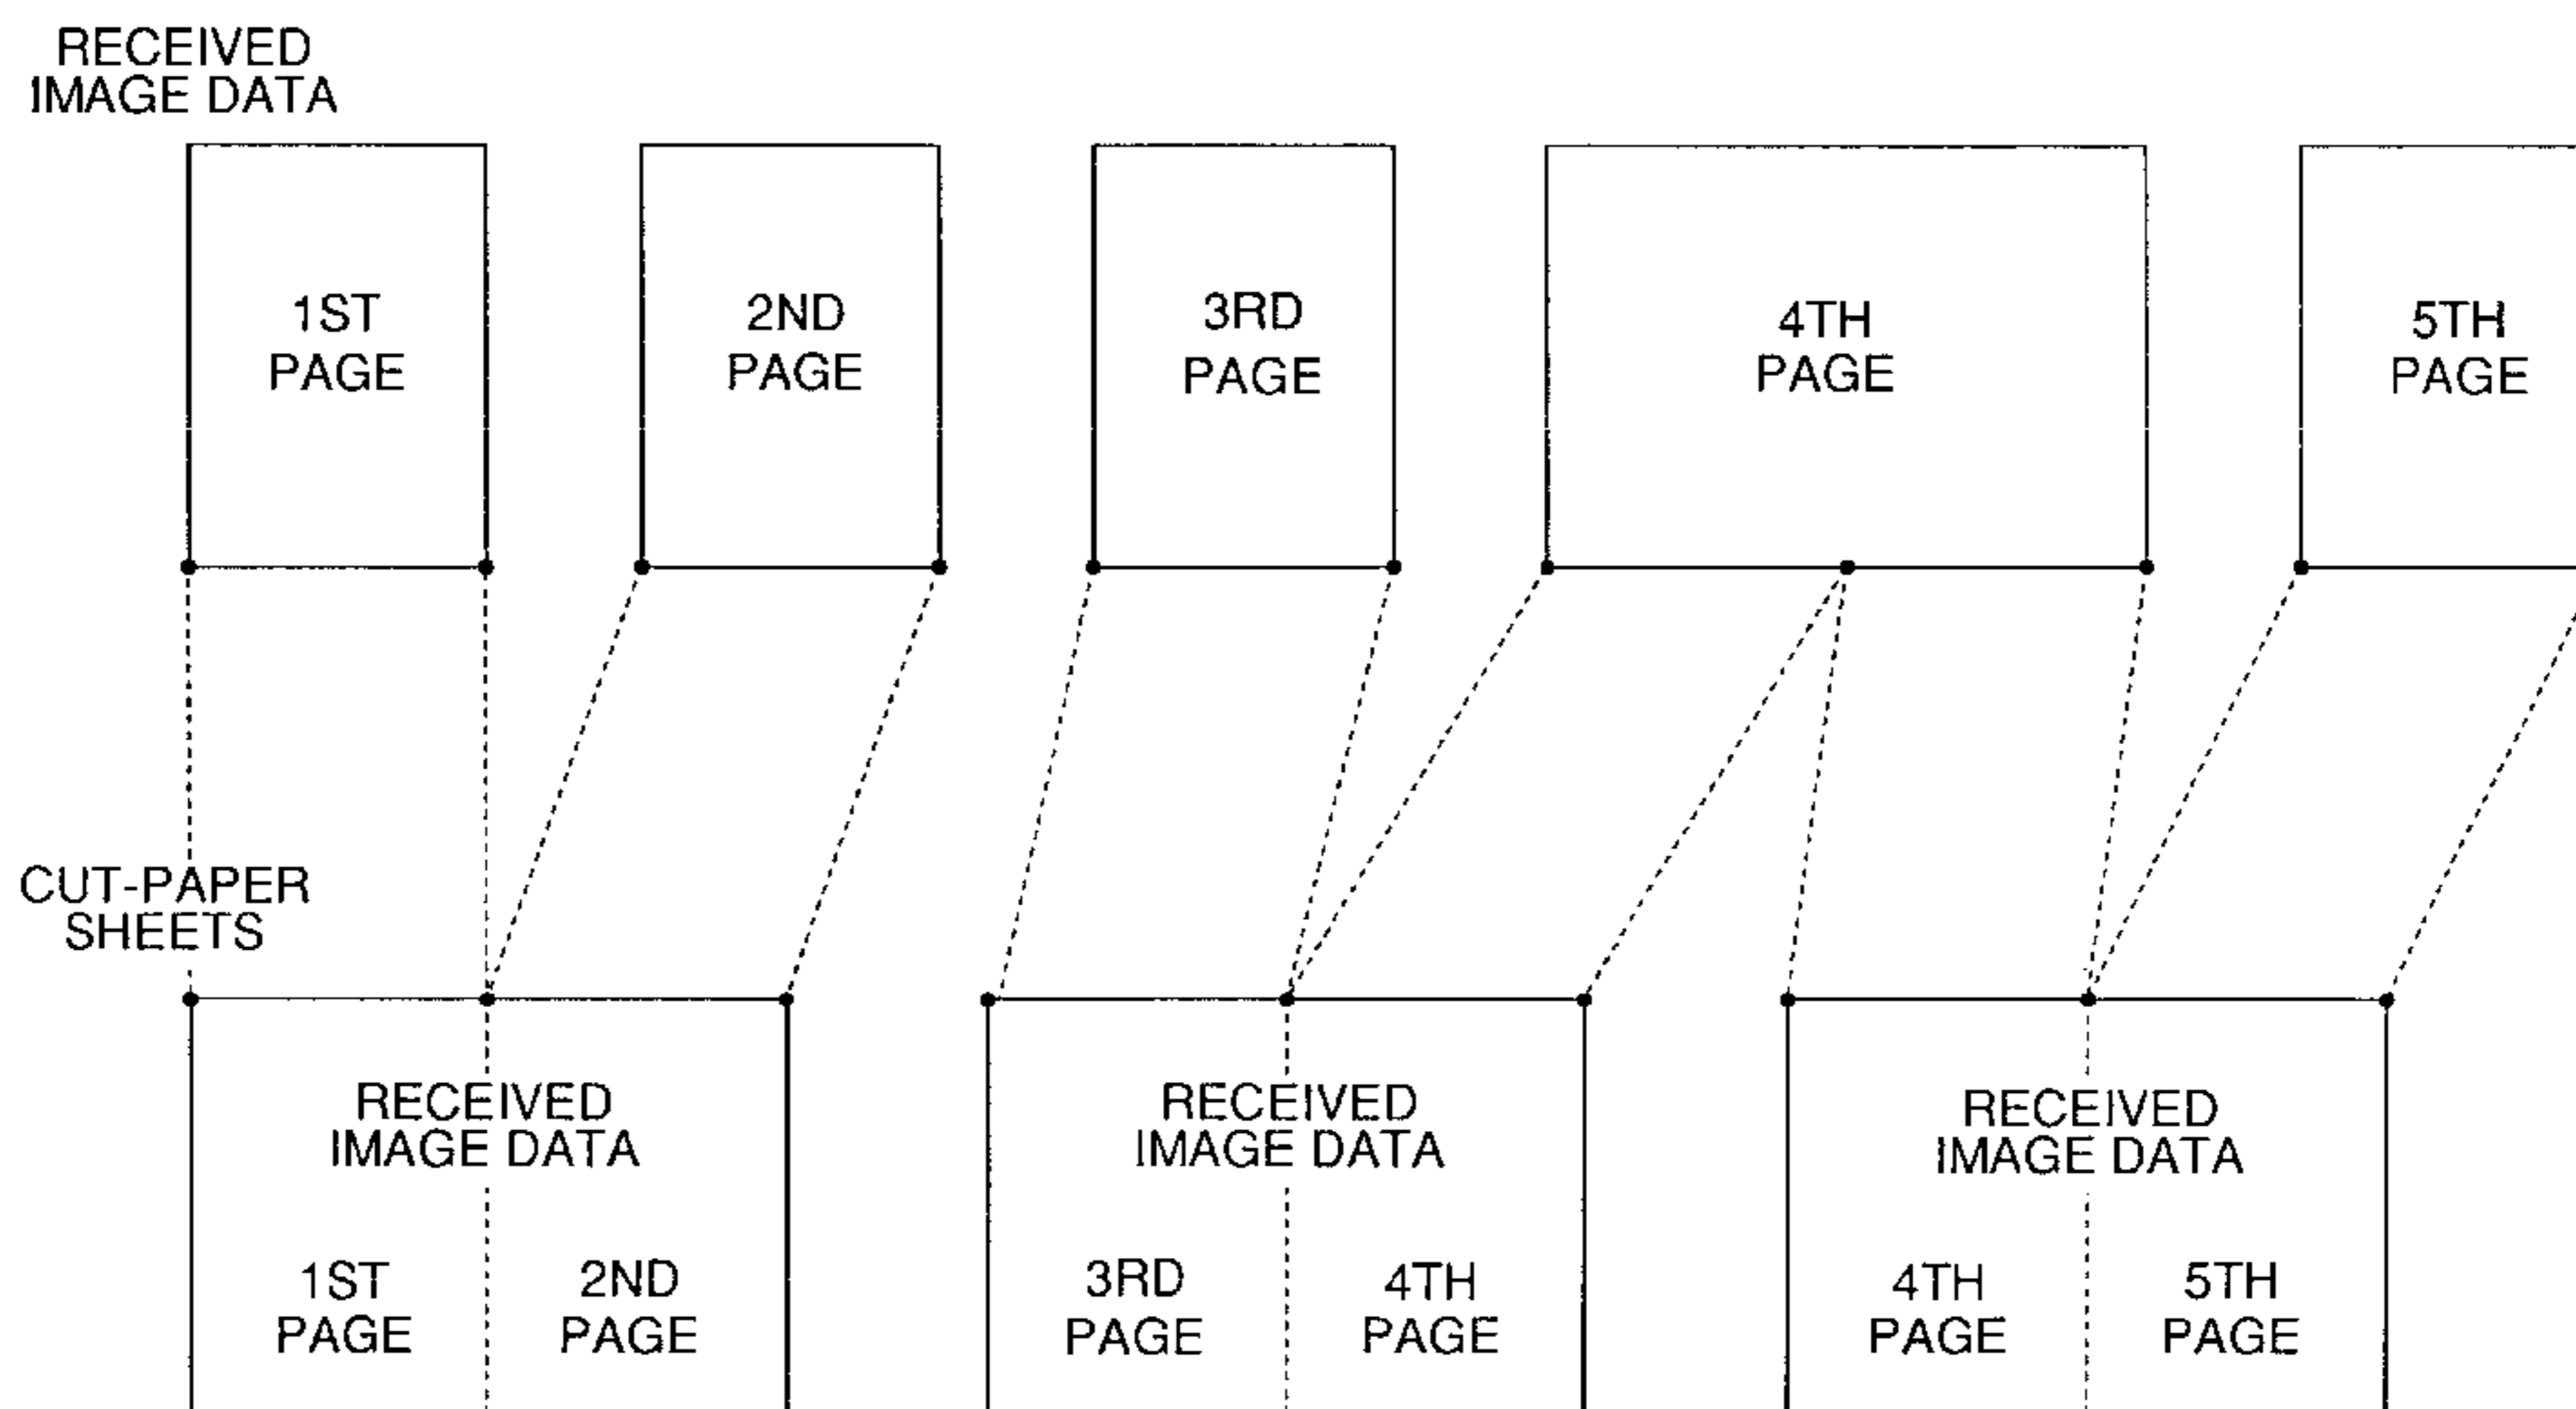 RECEIVED
IMAGE DATA
1ST
PAGE
2ND
PAGE
3RD
PAGE
4TH
PAGE
5TH
PAGE
CUT-PAPER
SHEETS
RECEIVED
IMAGE DATA
1ST
PAGE
2ND
PAGE
RECEIVED
IMAGE DATA
3RD
PAGE
4TH
PAGE
RECEIVED
IMAGE DATA
4TH
PAGE
5TH
PAGE